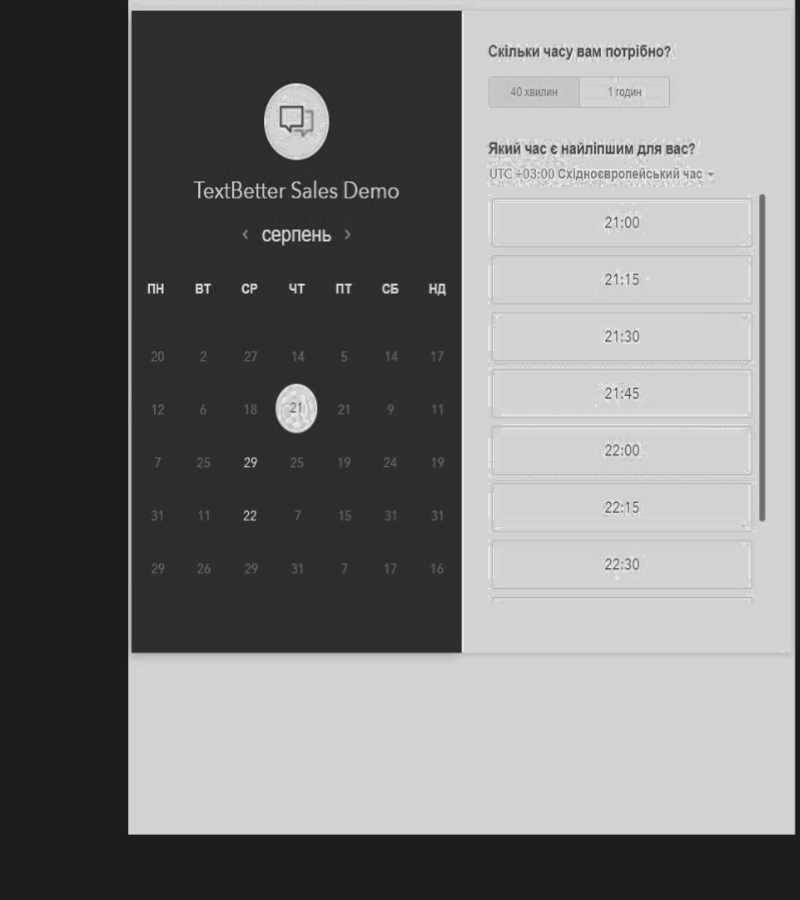 TextBetter Sales Demo
серпень
ПН ВТ СР ЧТ ПТ СБ НД
20 2 27 14 5 14 17
12 6 18 21 21 9 11
7 25 29 25 19 24 19
31 11 22 7 15 31 31
29 26 29 31 7 17 16
Скільки часу вам потрібно?
40 хвилин 1 годин
Який час є найліпшим для вас?
UTC +03:00 Східноєвропейський час
21:00
21:15
21:30
21:45
22:00
22:15
22:30